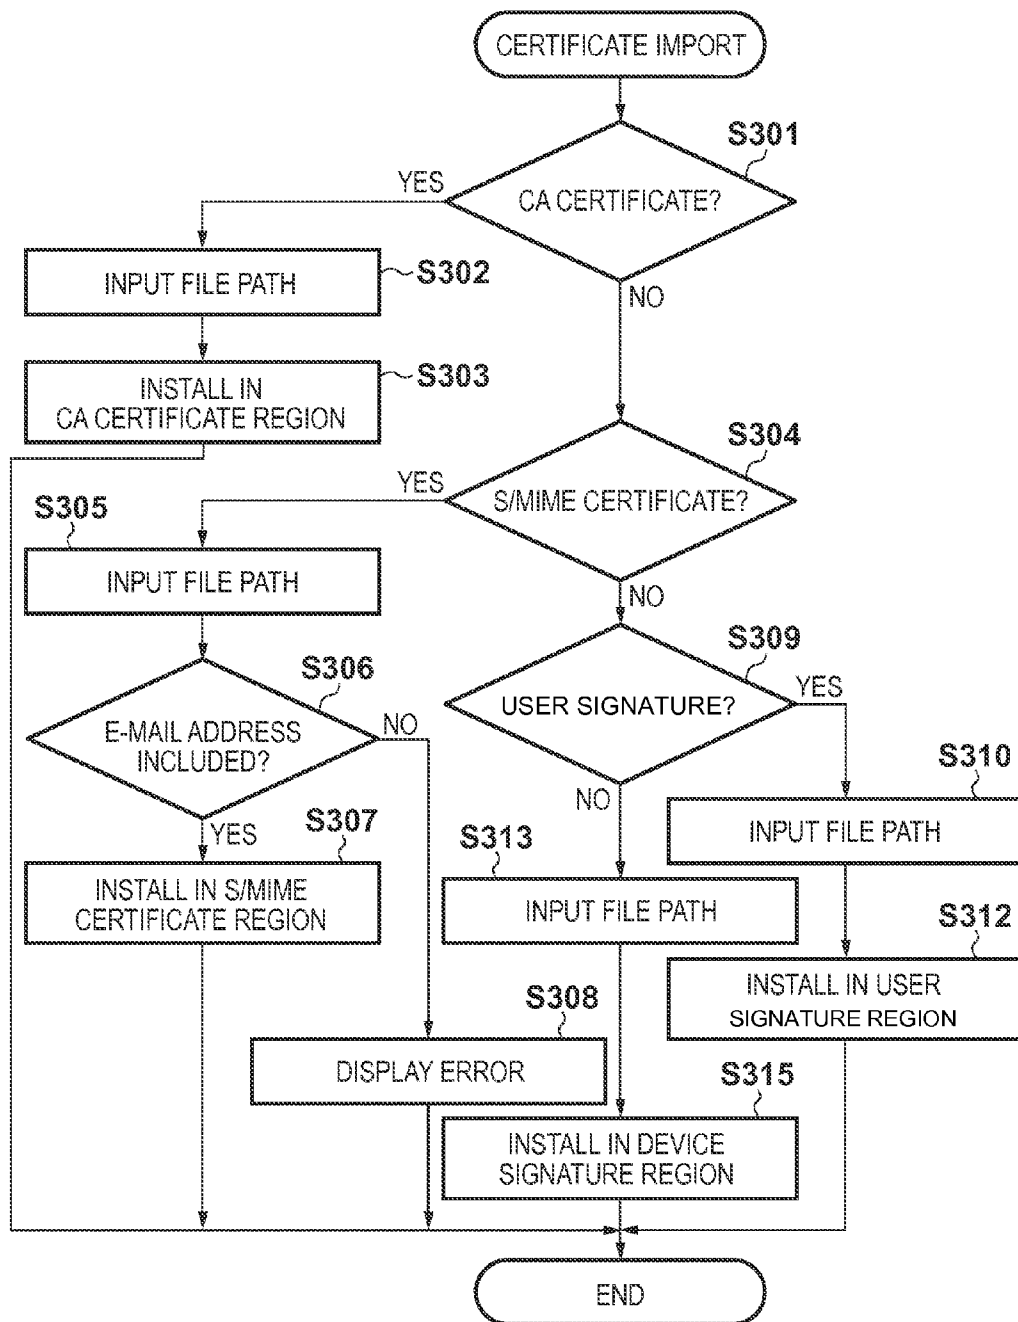 CERTIFICATE IMPORT
S301
CA CERTIFICATE?
YES
NO
INPUT FILE PATH
S302
INSTALL IN
CA CERTIFICATE REGION
S303
S304
S/MIME CERTIFICATE?
YES
NO
S305
INPUT FILE PATH
S306
E-MAIL ADDRESS
INCLUDED?
NO
YES
S307
INSTALL IN S/MIME
CERTIFICATE REGION
S308
DISPLAY ERROR
S309
USER SIGNATURE?
YES
NO
S310
INPUT FILE PATH
S312
INSTALL IN USER
SIGNATURE REGION
S313
INPUT FILE PATH
S315
INSTALL IN DEVICE
SIGNATURE REGION
END